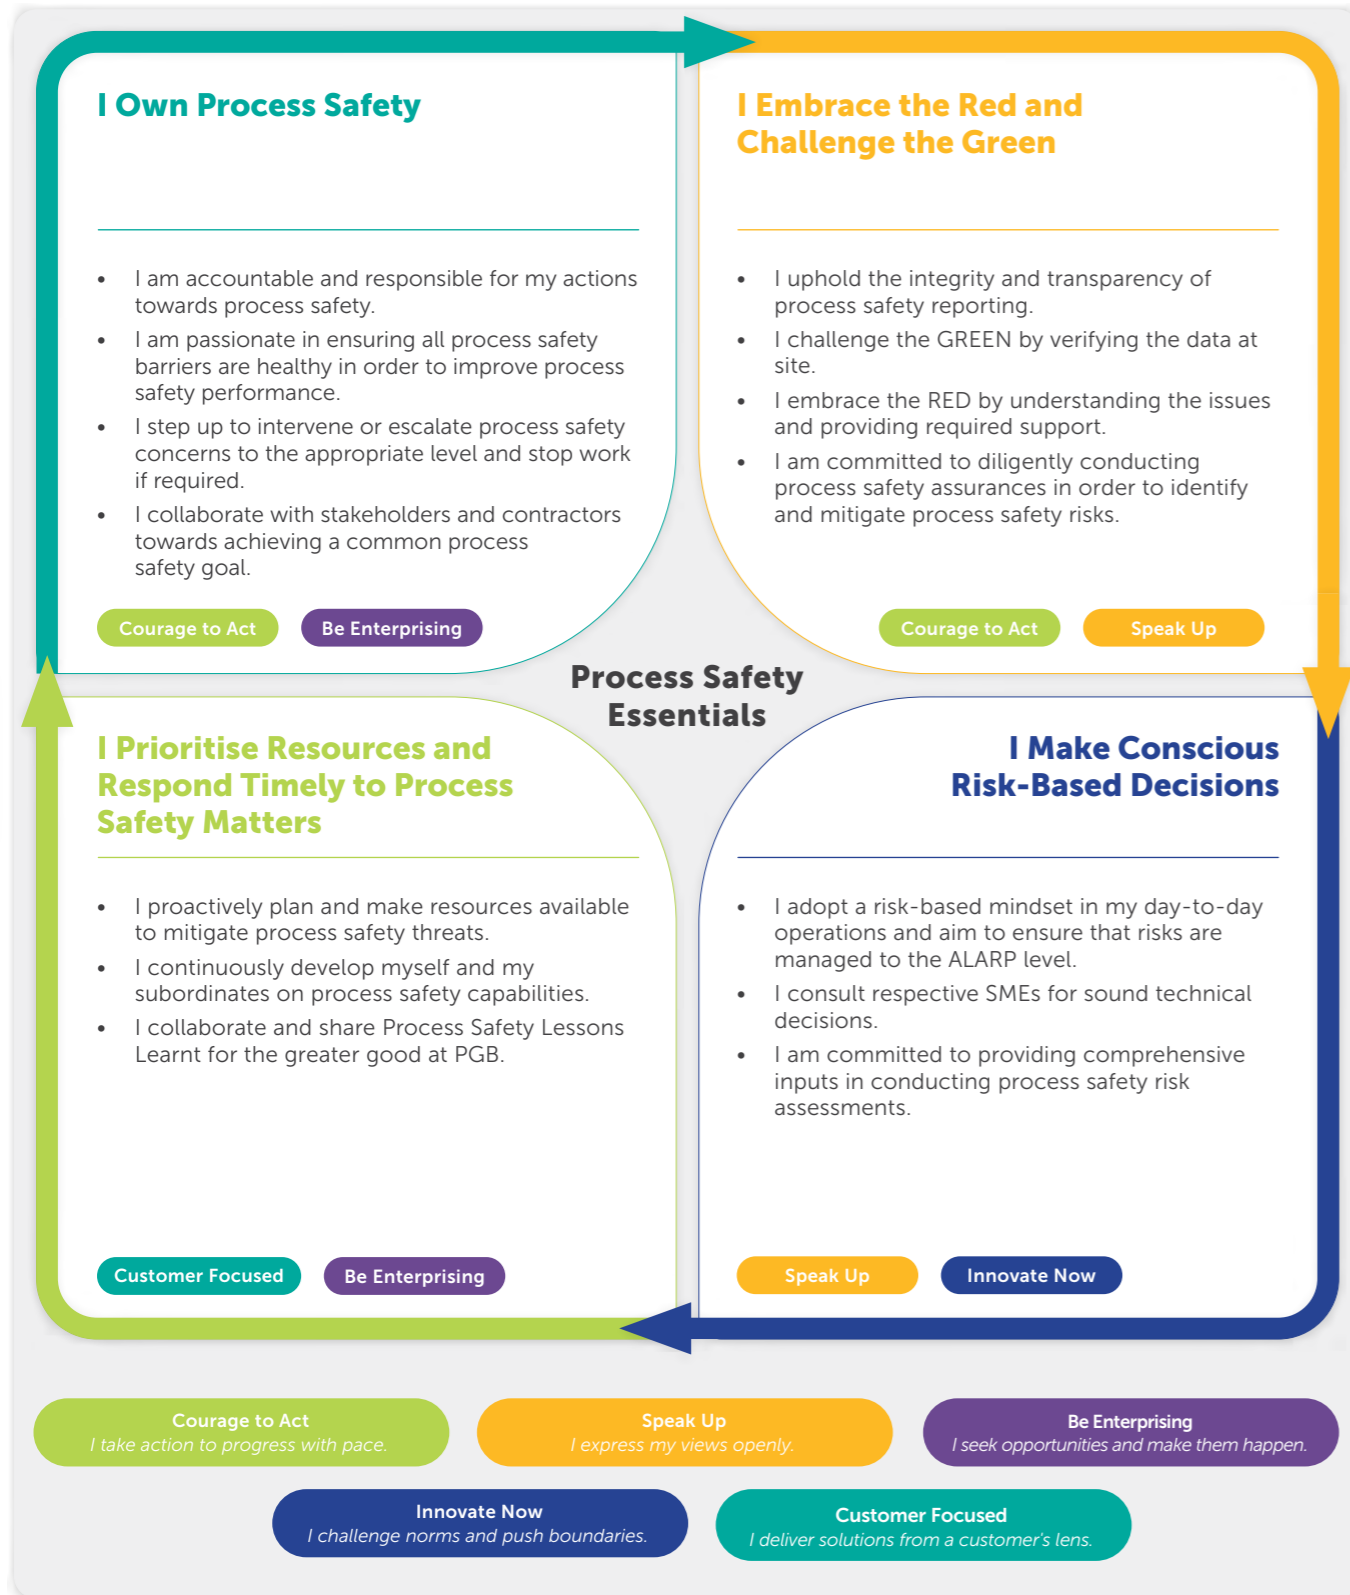 I Own Process Safety
• I am accountable and responsible for my actions
towards process safety.
• I am passionate in ensuring all process safety
barriers are healthy in order to improve process
safety performance.
• I step up to intervene or escalate process safety
concerns to the appropriate level and stop work
if required.
• I collaborate with stakeholders and contractors
towards achieving a common process
safety goal.
Courage to Act
Be Enterprising
I Embrace the Red and
Challenge the Green
• I uphold the integrity and transparency of
process safety reporting.
• I challenge the GREEN by verifying the data at
site.
• I embrace the RED by understanding the issues
and providing required support.
• I am committed to diligently conducting
process safety assurances in order to identify
and mitigate process safety risks.
Courage to Act
Speak Up
Process Safety
Essentials
I Prioritise Resources and
Respond Timely to Process
Safety Matters
• I proactively plan and make resources available
to mitigate process safety threats.
• I continuously develop myself and my
subordinates on process safety capabilities.
• I collaborate and share Process Safety Lessons
Learnt for the greater good at PGB.
Customer Focused
Be Enterprising
I Make Conscious
Risk-Based Decisions
• I adopt a risk-based mindset in my day-to-day
operations and aim to ensure that risks are
managed to the ALARP level.
• I consult respective SMEs for sound technical
decisions.
• I am committed to providing comprehensive
inputs in conducting process safety risk
assessments.
Speak Up
Innovate Now
Courage to Act
I take action to progress with pace.
Speak Up
I express my views openly.
Be Enterprising
I seek opportunities and make them happen.
Innovate Now
I challenge norms and push boundaries.
Customer Focused
I deliver solutions from a customer's lens.